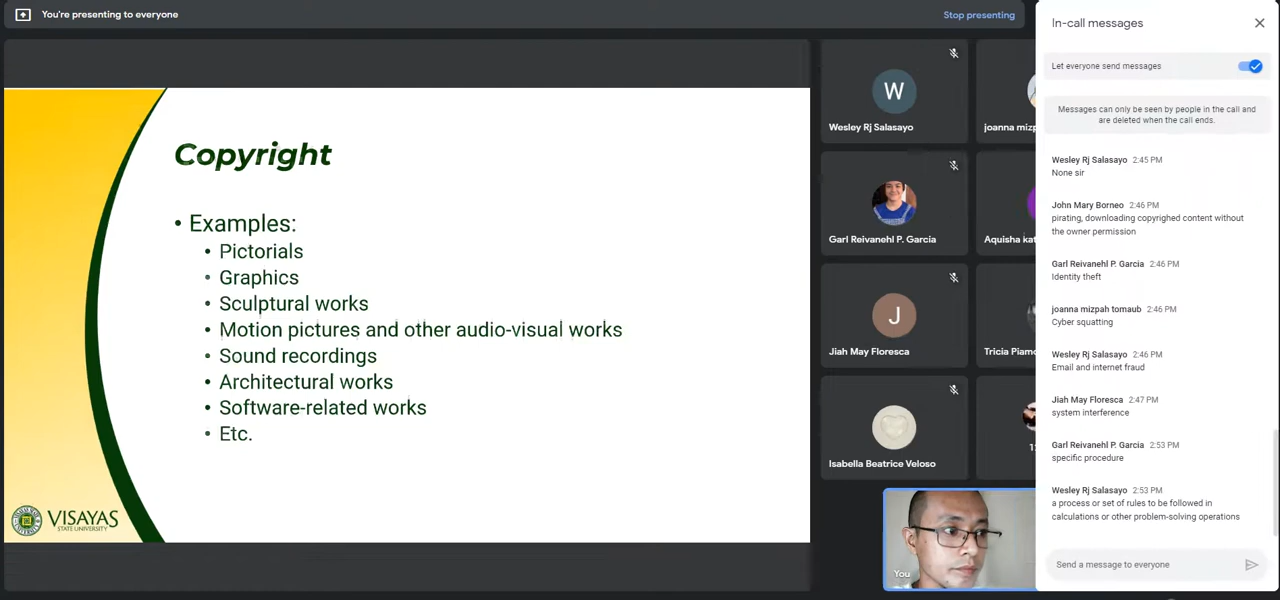 You're presenting to everyone
Stop presenting
Copyright
• Examples:
• Pictorials
• Graphics
• Sculptural works
• Motion pictures and other audio-visual works
• Sound recordings
• Architectural works
• Software-related works
• Etc.
VISAYAS
STATE UNIVERSITY
W
Wesley Rj Salasayo
joanna mizp
Garl Reivanehl P. Garcia
Aquisha kat
J
Jiah May Floresca
Tricia Piamo
Isabella Beatrice Veloso
You
In-call messages
Let everyone send messages
Messages can only be seen by people in the call and
are deleted when the call ends.
Wesley Rj Salasayo 2:45 PM
None sir
John Mary Borneo 2:46 PM
pirating, downloading copyrighed content without
the owner permission
Garl Reivanehl P. Garcia 2:46 PM
Identity theft
joanna mizpah tomaub 2:46 PM
Cyber squatting
Wesley Rj Salasayo 2:46 PM
Email and internet fraud
Jiah May Floresca 2:47 PM
system interference
Garl Reivanehl P. Garcia 2:53 PM
specific procedure
Wesley Rj Salasayo 2:53 PM
a process or set of rules to be followed in
calculations or other problem-solving operations
Send a message to everyone